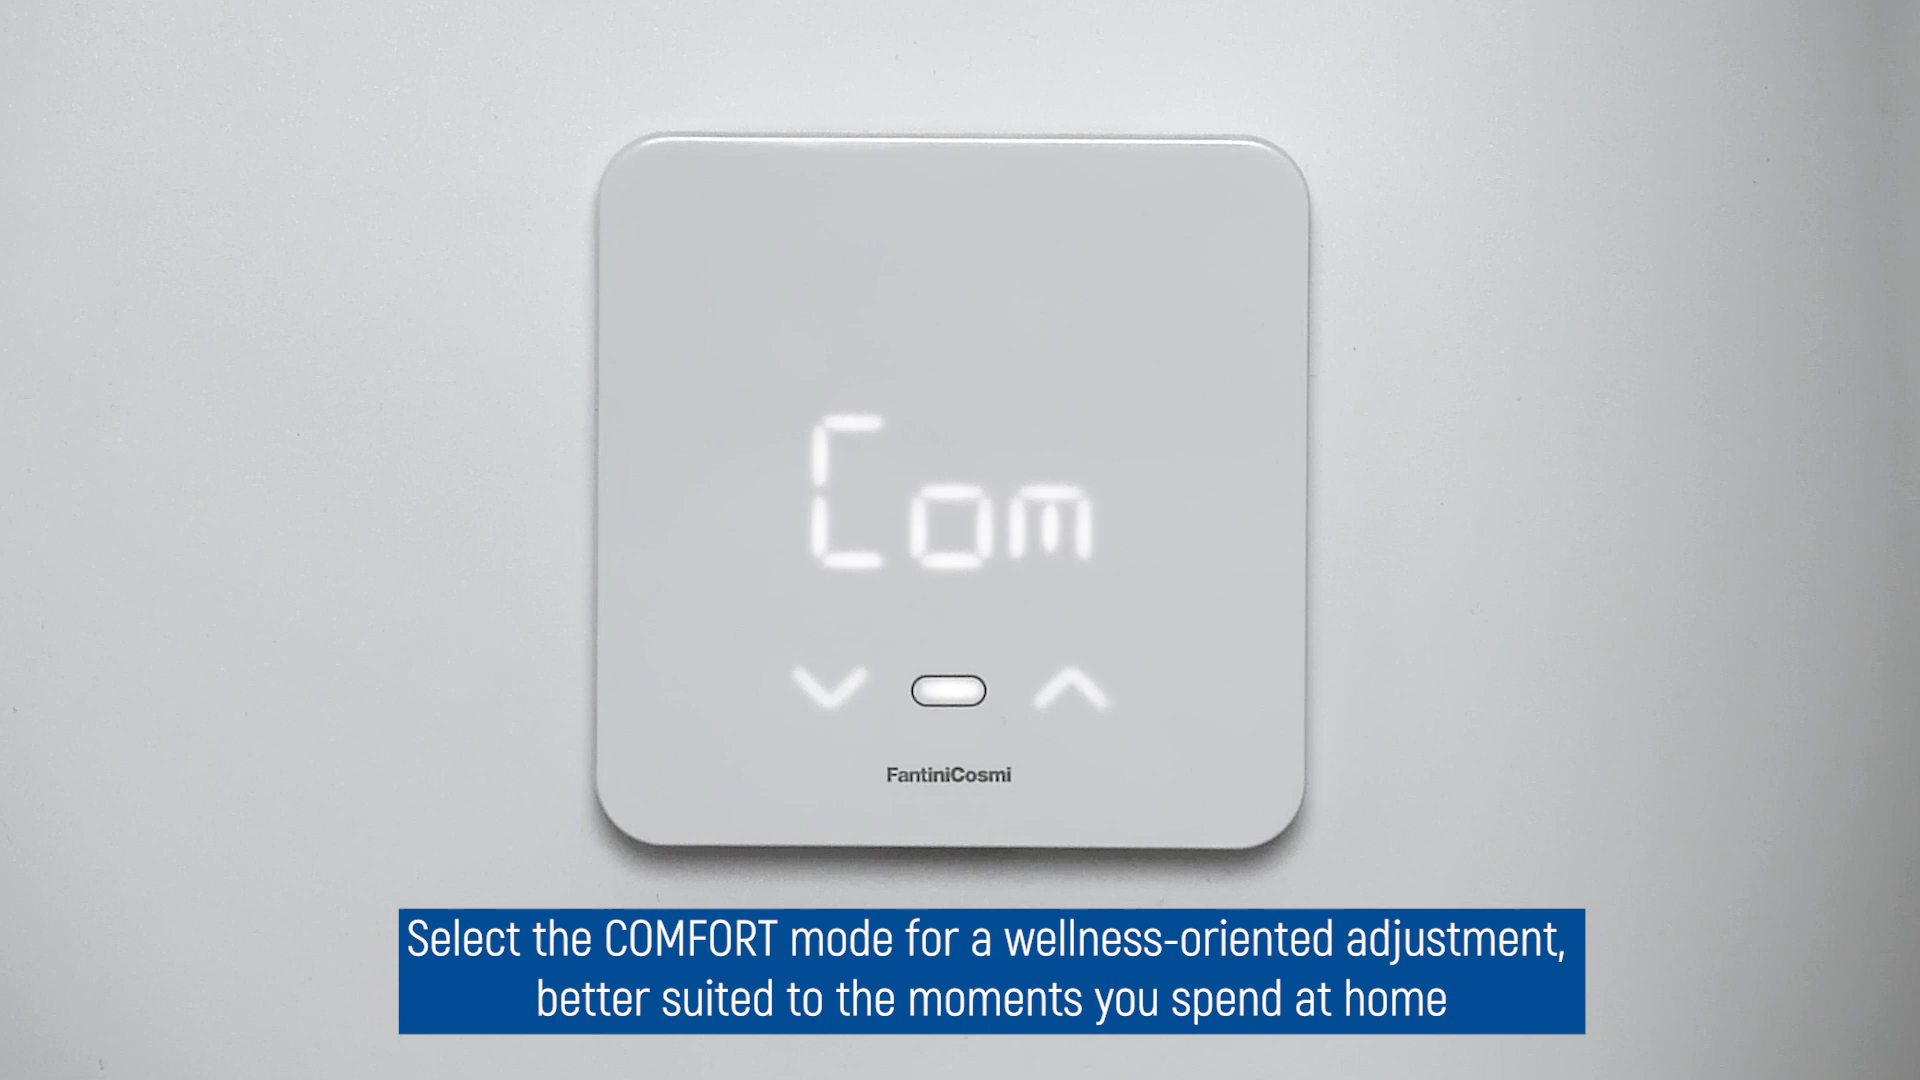 Com
FantiniCosmi
Select the COMFORT mode for a wellness-oriented adjustment,
better suited to the moments you spend at home